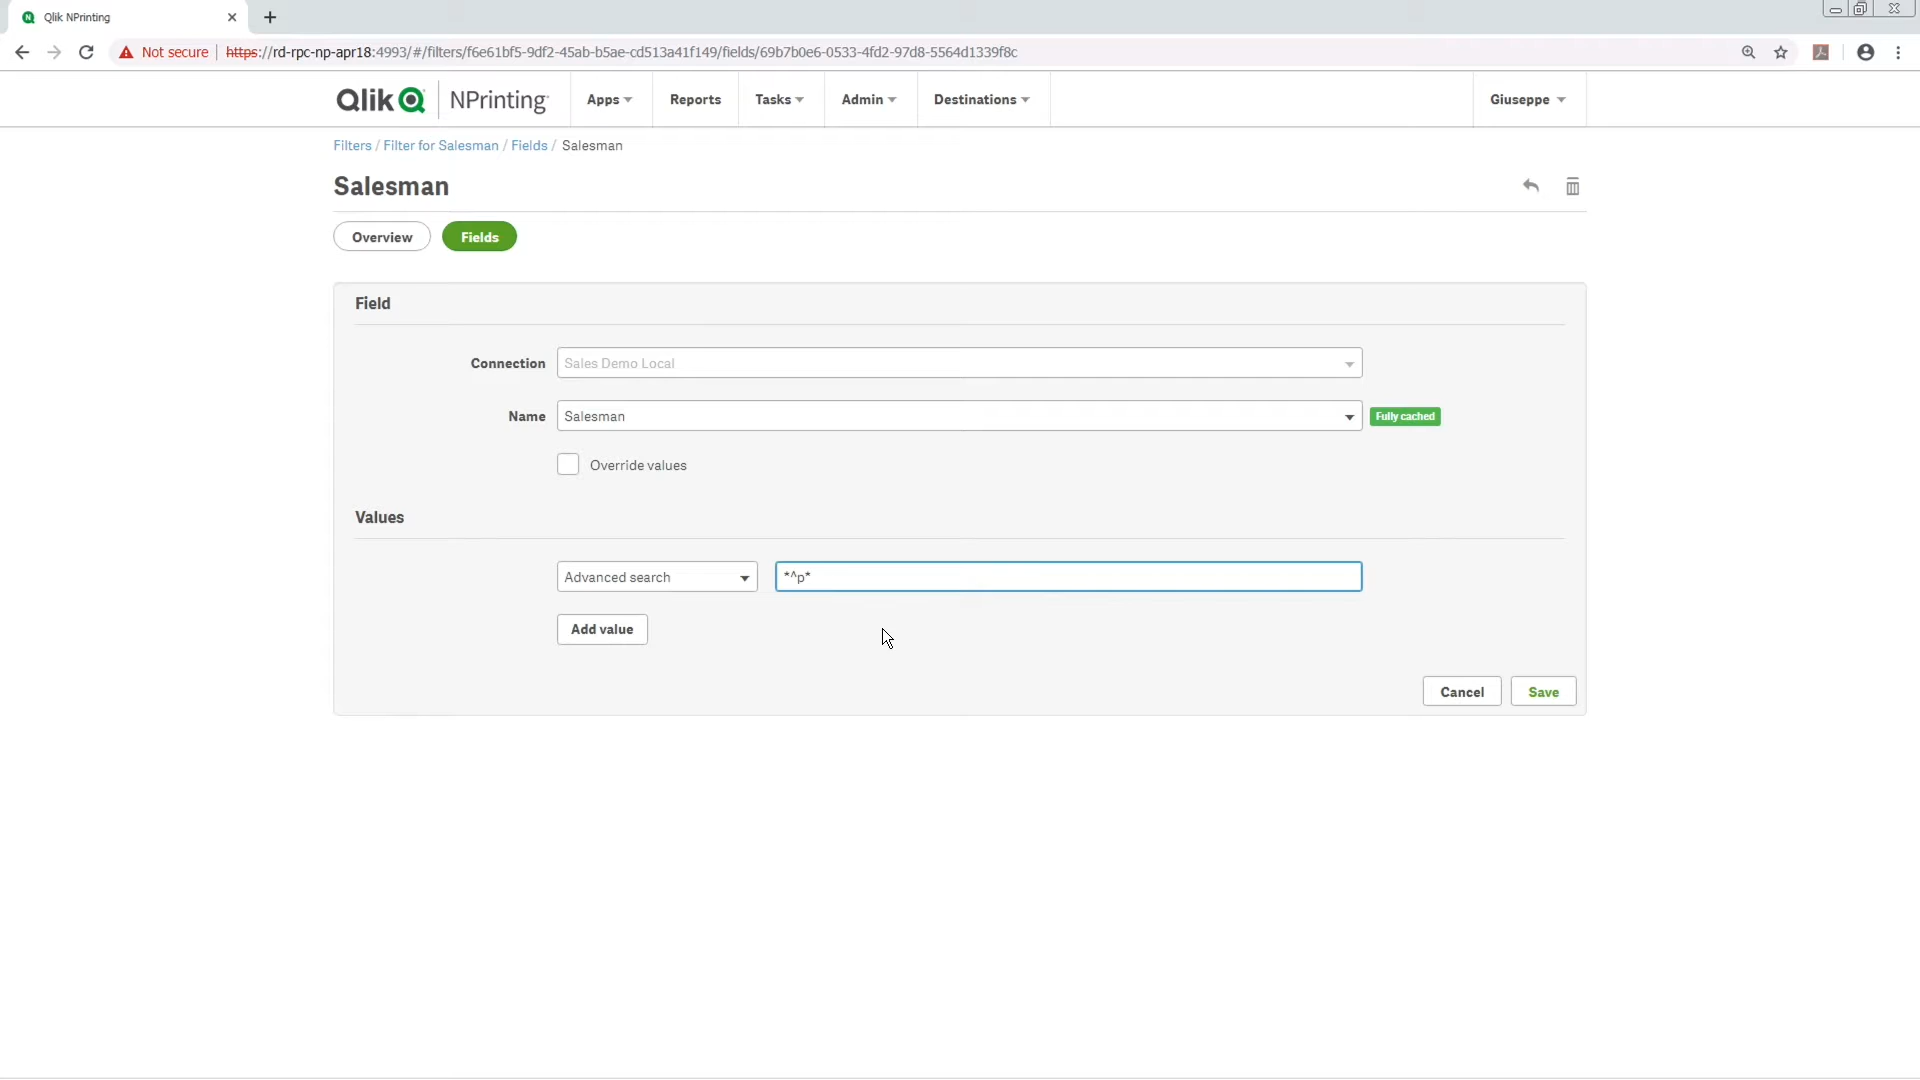 Qlik NPrinting
Not secure https://rd-rpc-np-apr18:4993/#/filters/f6e61bf5-9df2-45ab-b5ae-cd513a41f149/fields/69b7b0e6-0533-4fd2-97d8-5564d1339f8c
Qlik NPrinting Apps Reports Tasks Admin Destinations Giuseppe
Filters / Filter for Salesman / Fields / Salesman
Salesman
Overview Fields
Field
Connection Sales Demo Local
Name Salesman Fully cached
Override values
Values
Advanced search *^p*
Add value
Cancel Save